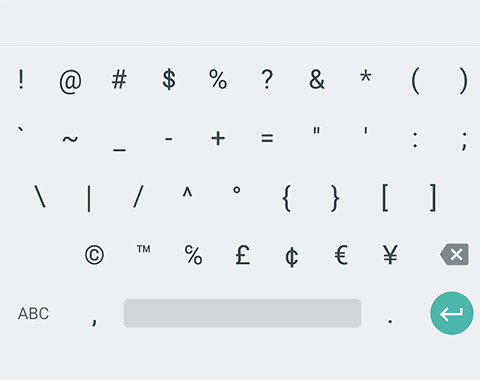 ! @ # $ % ? & * ( )
` ~ _ - + = " ' : ;
\ | / ^ ° { } [ ]
© ™ ℅ £ ¢ € ¥
ABC , .